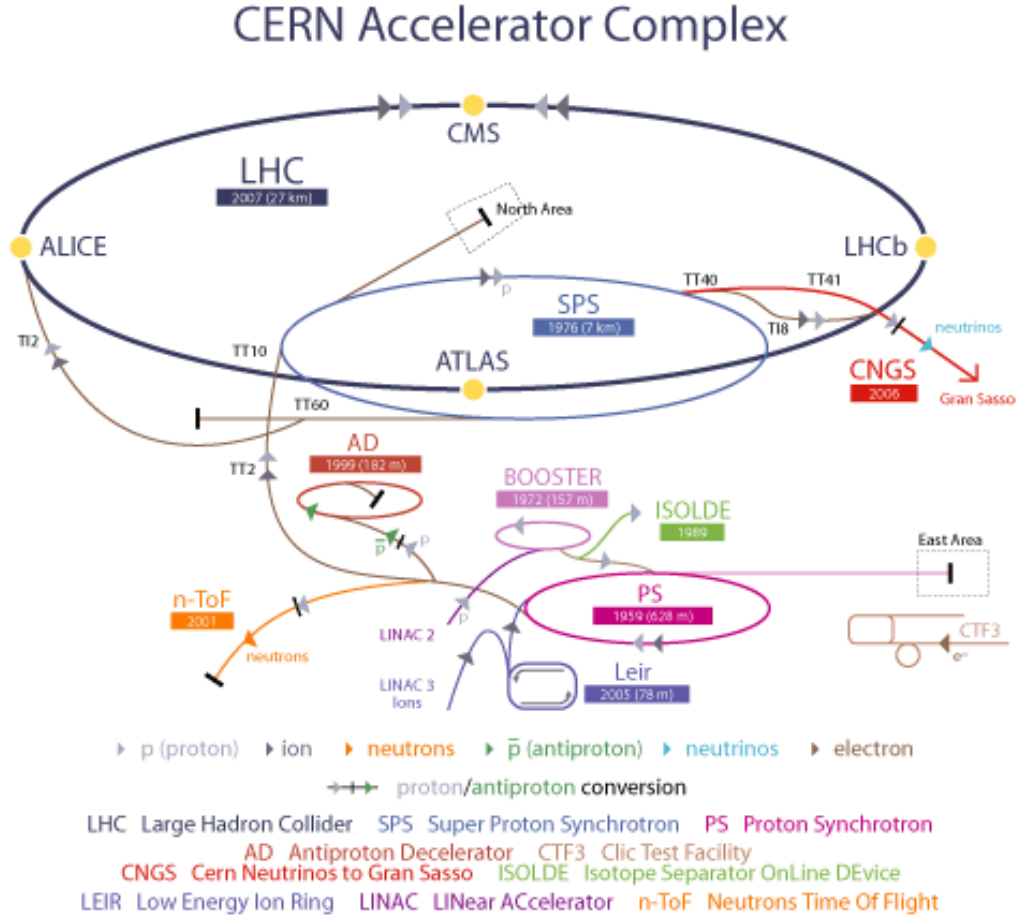 CERN Accelerator Complex
CMS
LHC
2007 (27 km)
North Area
ALICE
LHCb
TT40
TT41
p
SPS
1976 (7 km)
TI8
neutrinos
TI2
TT10
ATLAS
CNGS
2006
Gran Sasso
TT60
AD
1999 (182 m)
TT2
BOOSTER
1972 (157 m)
ISOLDE
1989
p̅
p
East Area
n-ToF
2001
PS
1959 (628 m)
p
LINAC 2
CTF3
neutrons
e-
LINAC 3
Ions
Leir
2005 (78 m)
p (proton) ion neutrons p̅ (antiproton) neutrinos electron
proton/antiproton conversion
LHC Large Hadron Collider SPS Super Proton Synchrotron PS Proton Synchrotron
AD Antiproton Decelerator CTF3 Clic Test Facility
CNGS Cern Neutrinos to Gran Sasso ISOLDE Isotope Separator OnLine DEvice
LEIR Low Energy Ion Ring LINAC LINear ACcelerator n-ToF Neutrons Time Of Flight